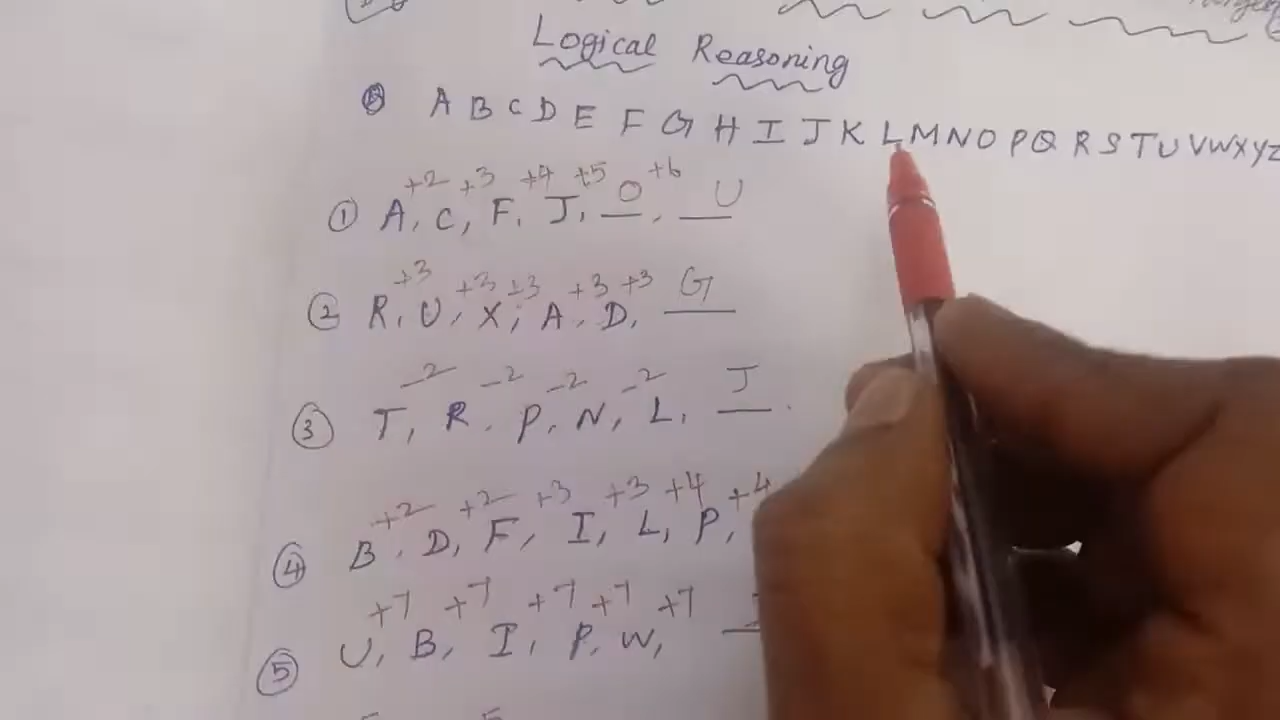 Logical Reasoning
A B C D E F G H I J K L M N O P Q R S T U V W X Y Z
+2 +3 +4 +5 +6
① A, C, F, J, O, U
+3 +3 +3 +3 +3
② R, U, X, A, D, G
-2 -2 -2 -2
③ T, R, P, N, L, J.
+2 +2 +3 +3 +4 +4
④ B, D, F, I, L, P,
+7 +7 +7 +7 +7
⑤ U, B, I, P, W,